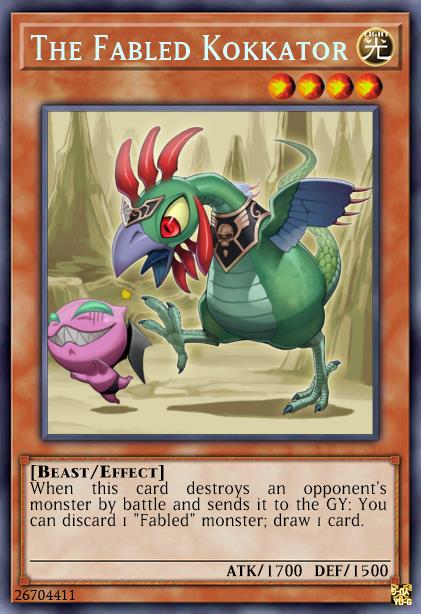 The Fabled Kokkator
LIGHT
光
[Beast/Effect]
When this card destroys an opponent's
monster by battle and sends it to the GY: You
can discard 1 "Fabled" monster; draw 1 card.
ATK/1700 DEF/1500
26704411